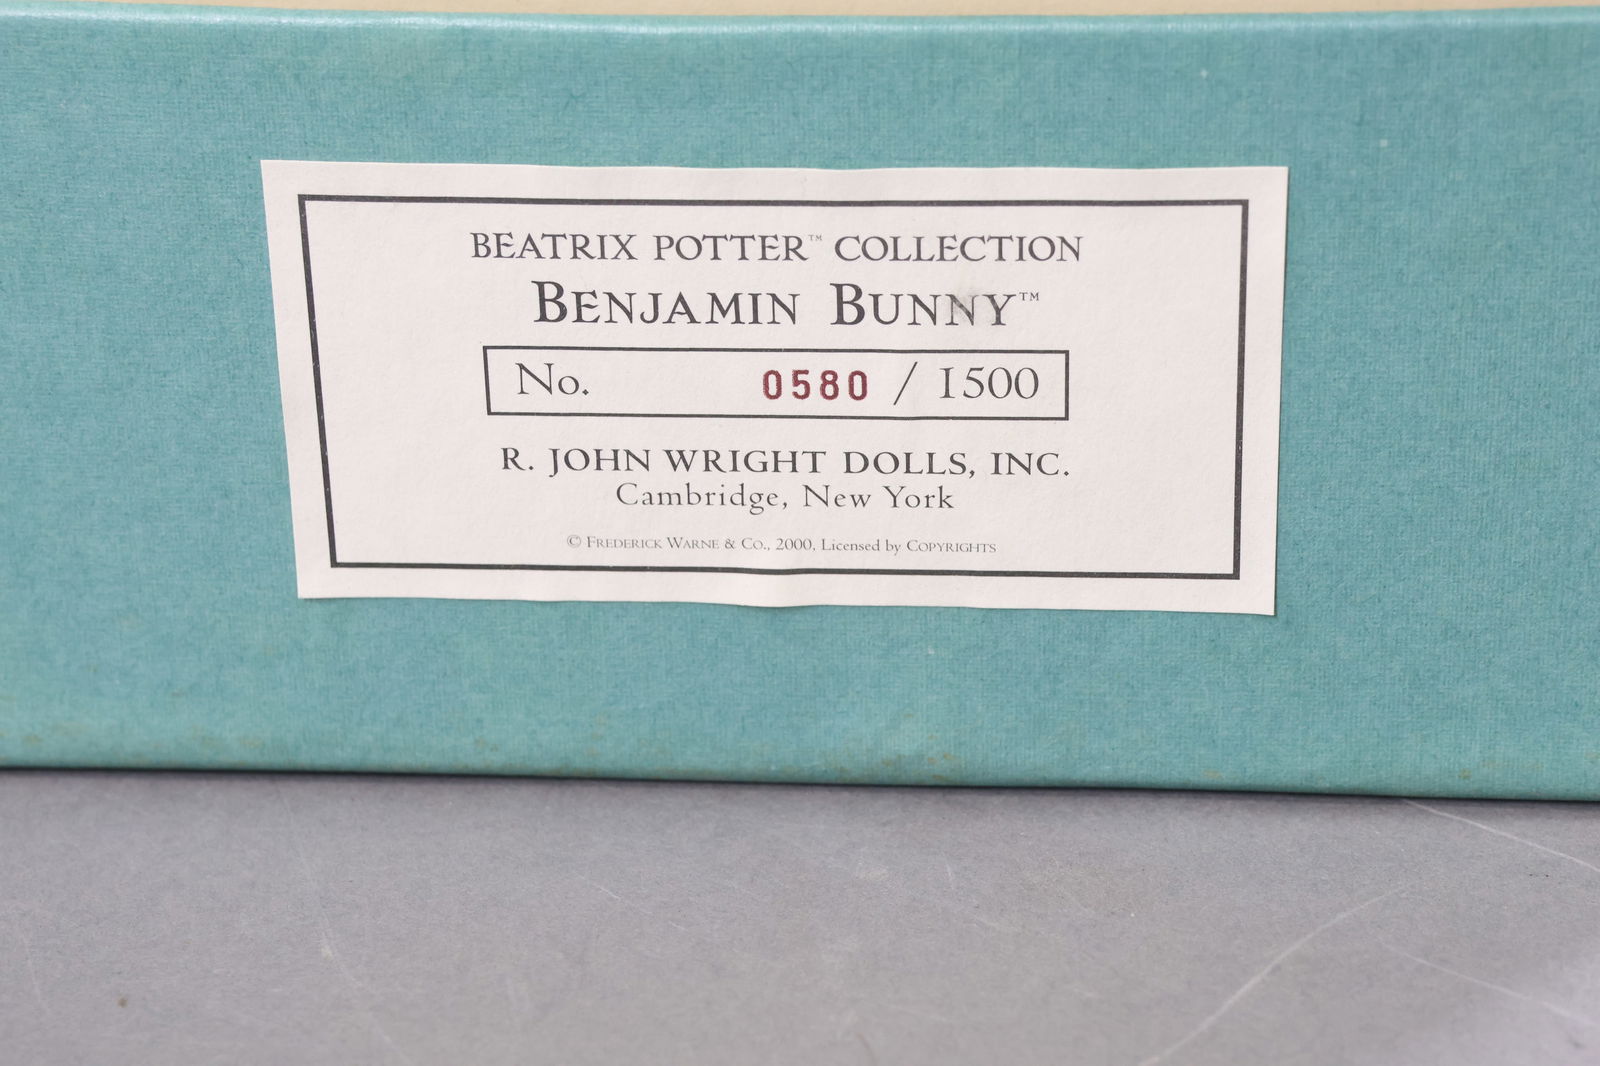 BEATRIX POTTER™ COLLECTION
BENJAMIN BUNNY™
No. 0580 / 1500
R. JOHN WRIGHT DOLLS, INC.
Cambridge, New York
© FREDERICK WARNE & CO., 2000, Licensed by COPYRIGHTS